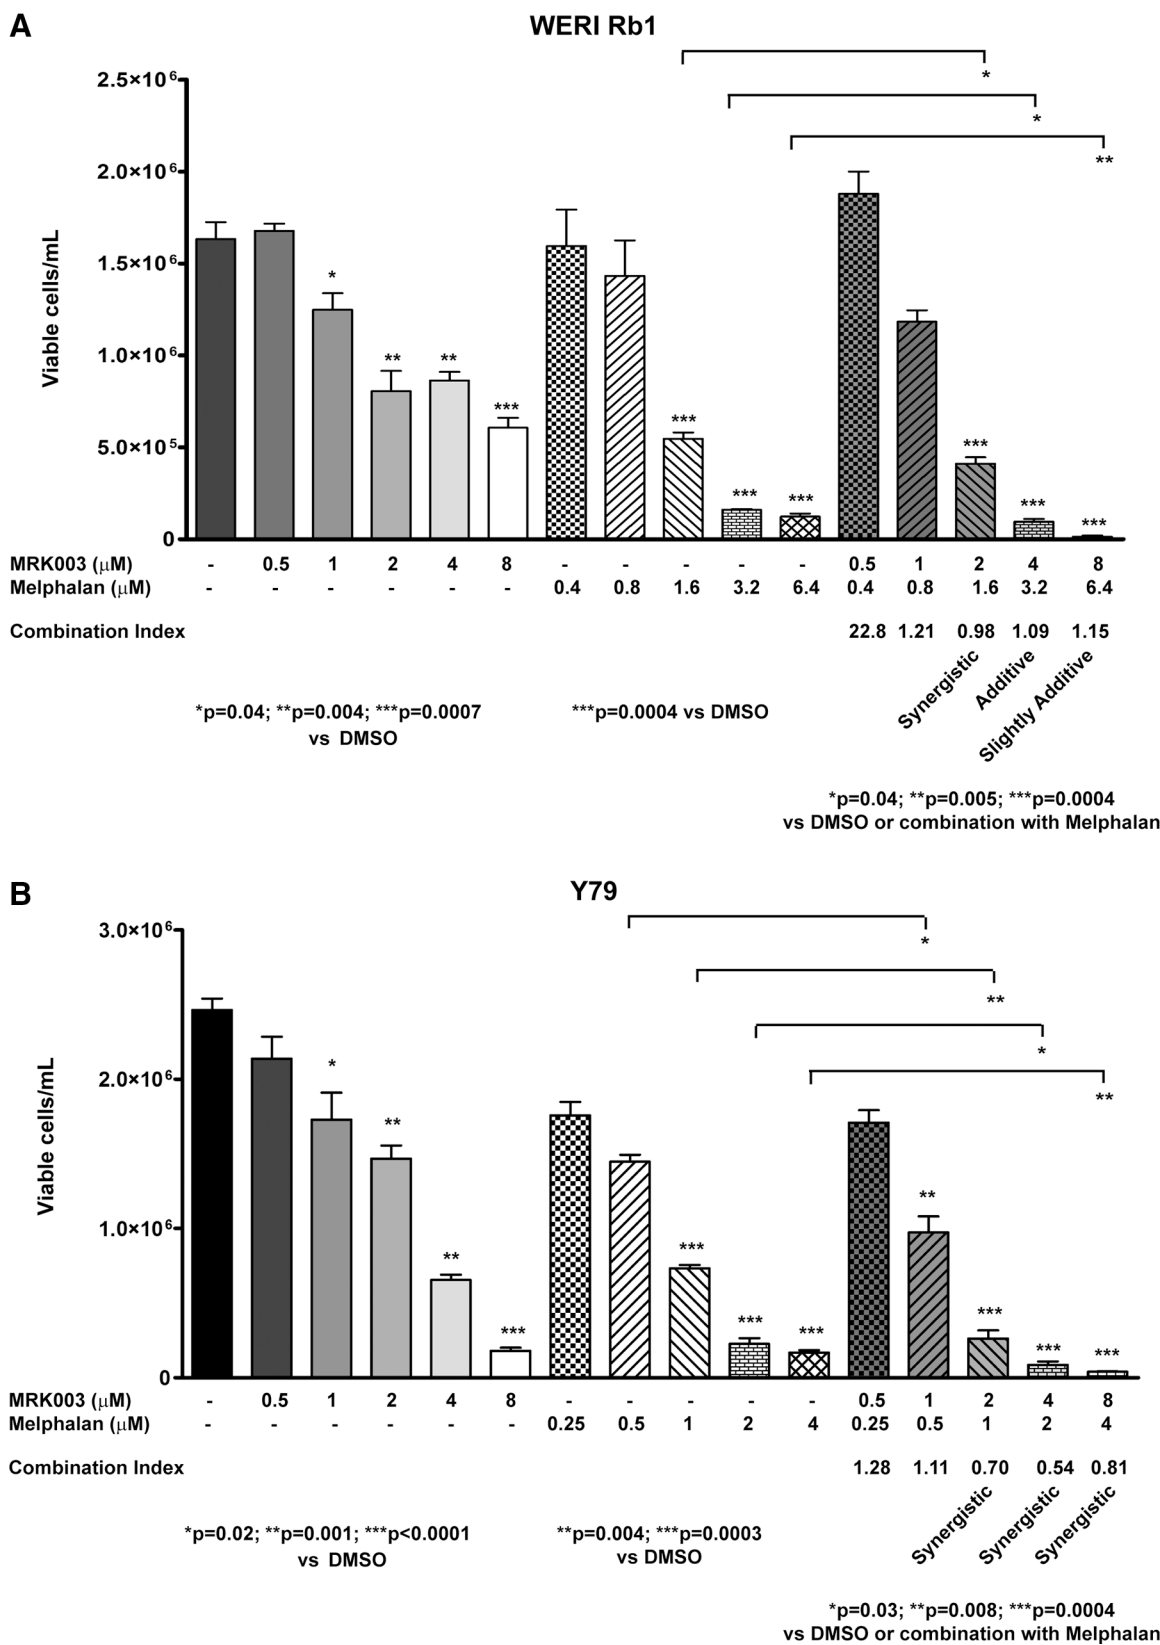 A
WERI Rb1
*
*
**
2.5×10⁶
2.0×10⁶
1.5×10⁶
1.0×10⁶
5.0×10⁵
0
Viable cells/mL
* ** ** *** *** *** *** *** *** ***
MRK003 (μM) - 0.5 1 2 4 8 - - - - - 0.5 1 2 4 8
Melphalan (μM) - - - - - - 0.4 0.8 1.6 3.2 6.4 0.4 0.8 1.6 3.2 6.4
Combination Index 22.8 1.21 0.98 1.09 1.15
Synergistic
Additive
Slightly Additive
*p=0.04; **p=0.004; ***p=0.0007
vs DMSO
***p=0.0004 vs DMSO
*p=0.04; **p=0.005; ***p=0.0004
vs DMSO or combination with Melphalan
B
Y79
*
**
*
**
3.0×10⁶
2.0×10⁶
1.0×10⁶
0
Viable cells/mL
* ** ** *** *** *** *** ** *** *** ***
MRK003 (μM) - 0.5 1 2 4 8 - - - - - 0.5 1 2 4 8
Melphalan (μM) - - - - - - 0.25 0.5 1 2 4 0.25 0.5 1 2 4
Combination Index 1.28 1.11 0.70 0.54 0.81
Synergistic
Synergistic
Synergistic
*p=0.02; **p=0.001; ***p<0.0001
vs DMSO
**p=0.004; ***p=0.0003
vs DMSO
*p=0.03; **p=0.008; ***p=0.0004
vs DMSO or combination with Melphalan